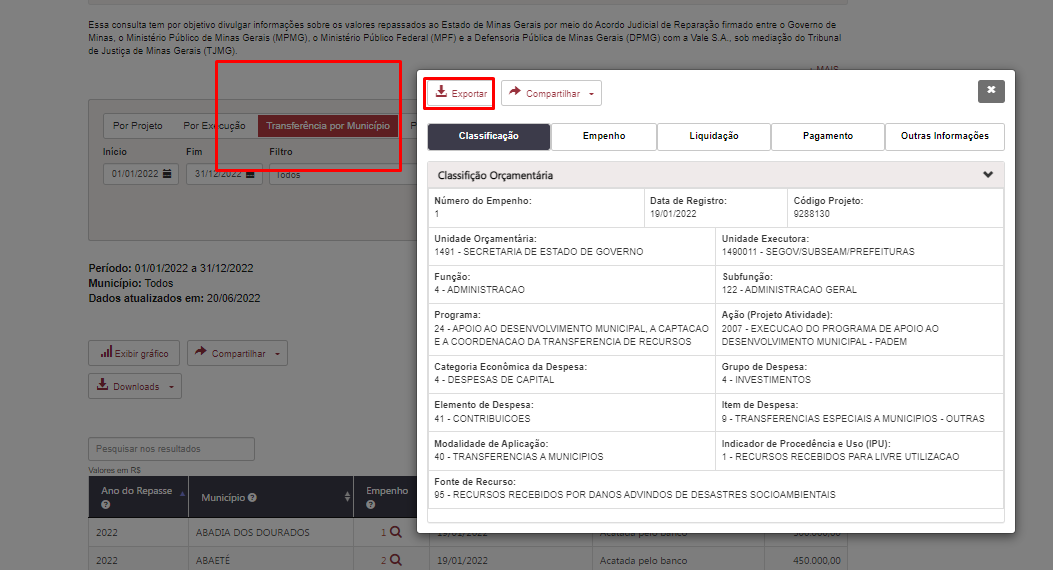 Essa consulta tem por objetivo divulgar informações sobre os valores repassados ao Estado de Minas Gerais por meio do Acordo Judicial de Reparação firmado entre o Governo de
Minas, o Ministério Público de Minas Gerais (MPMG), o Ministério Público Federal (MPF) e a Defensoria Pública de Minas Gerais (DPMG) com a Vale S.A., sob mediação do Tribunal
de Justiça de Minas Gerais (TJMG).
MAIS
Por Projeto
Por Execução
Transferência por Município
P
Início
Fim
Filtro
01/01/2022
31/12/2022
Todos
Período: 01/01/2022 a 31/12/2022
Município: Todos
Dados atualizados em: 20/06/2022
Exibir gráfico
Compartilhar
Downloads
Pesquisar nos resultados
Valores em R$
Ano do Repasse
Município
Empenho
2022 ABADIA DOS DOURADOS 1 19/01/2022 Acatada pelo banco
2022 ABAETÉ 2 19/01/2022 Acatada pelo banco 450.000,00
Exportar
Compartilhar
Classificação
Empenho
Liquidação
Pagamento
Outras Informações
Classifição Orçamentária
Número do Empenho:
1
Data de Registro:
19/01/2022
Código Projeto:
9288130
Unidade Orçamentária:
1491 - SECRETARIA DE ESTADO DE GOVERNO
Unidade Executora:
1490011 - SEGOV/SUBSEAM/PREFEITURAS
Função:
4 - ADMINISTRACAO
Subfunção:
122 - ADMINISTRACAO GERAL
Programa:
24 - APOIO AO DESENVOLVIMENTO MUNICIPAL, A CAPTACAO
E A COORDENACAO DA TRANSFERENCIA DE RECURSOS
Ação (Projeto Atividade):
2007 - EXECUCAO DO PROGRAMA DE APOIO AO
DESENVOLVIMENTO MUNICIPAL - PADEM
Categoria Econômica da Despesa:
4 - DESPESAS DE CAPITAL
Grupo de Despesa:
4 - INVESTIMENTOS
Elemento de Despesa:
41 - CONTRIBUICOES
Item de Despesa:
9 - TRANSFERENCIAS ESPECIAIS A MUNICIPIOS - OUTRAS
Modalidade de Aplicação:
40 - TRANSFERENCIAS A MUNICIPIOS
Indicador de Procedência e Uso (IPU):
1 - RECURSOS RECEBIDOS PARA LIVRE UTILIZACAO
Fonte de Recurso:
95 - RECURSOS RECEBIDOS POR DANOS ADVINDOS DE DESASTRES SOCIOAMBIENTAIS